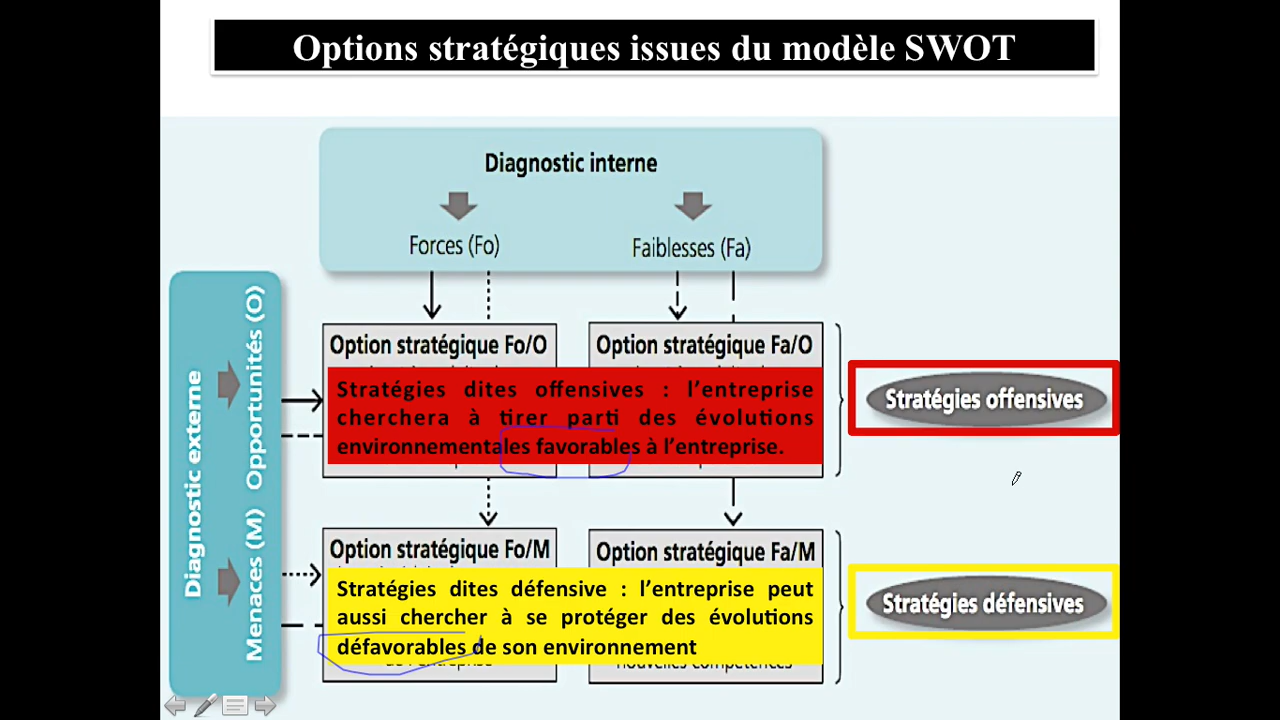 Options stratégiques issues du modèle SWOT
Diagnostic interne
Forces (Fo)
Faiblesses (Fa)
Diagnostic externe
Opportunités (O)
Menaces (M)
Option stratégique Fo/O
Option stratégique Fa/O
Stratégies dites offensives : l’entreprise
cherchera à tirer parti des évolutions
environnementales favorables à l’entreprise.
Stratégies offensives
Option stratégique Fo/M
Option stratégique Fa/M
Stratégies dites défensive : l’entreprise peut
aussi chercher à se protéger des évolutions
défavorables de son environnement
de l'entreprise
nouvelles compétences
Stratégies défensives